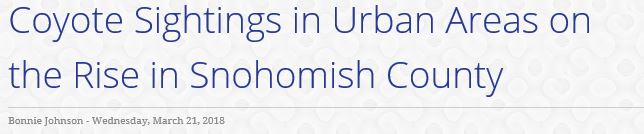 Coyote Sightings in Urban Areas on
the Rise in Snohomish County
Bonnie Johnson - Wednesday, March 21, 2018